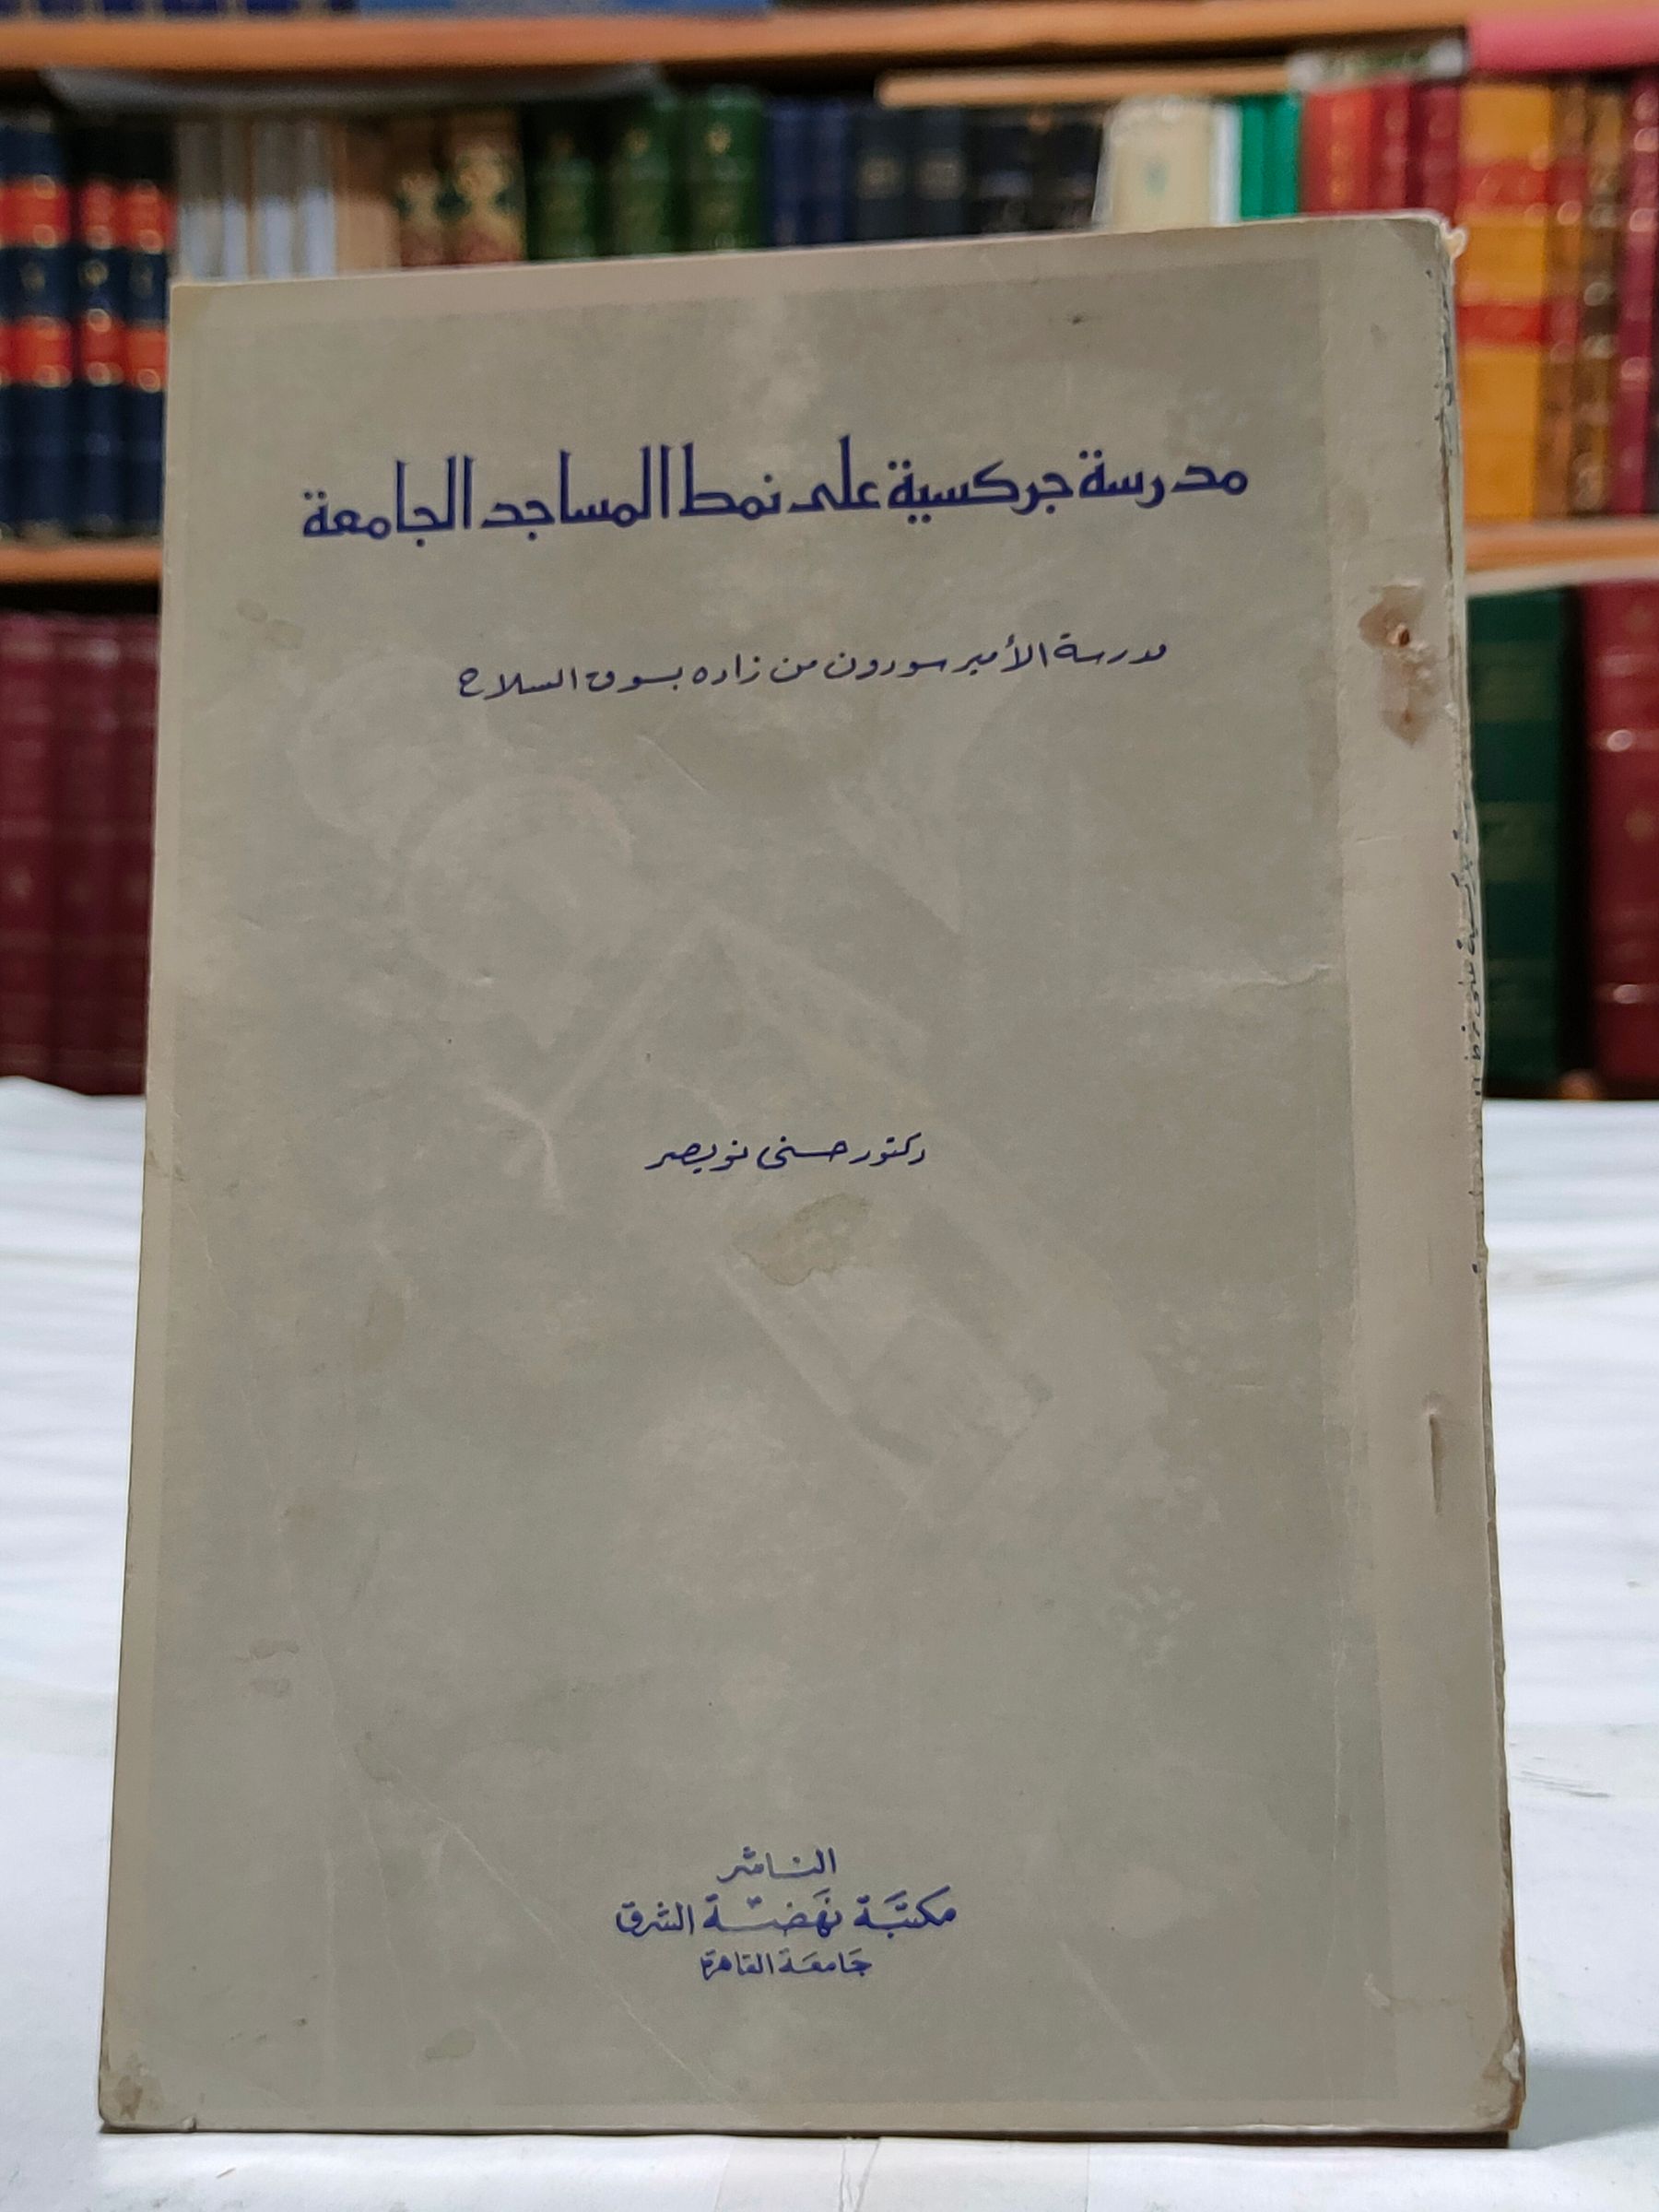 مدرسة جركسية على نمط المساجد الجامعة
مدرسة الأمير سودون من زاده بسوق السلاح
دكتور حسنى نويصر
الناشر
مكتبة نهضة الشرق
جامعة القاهرة